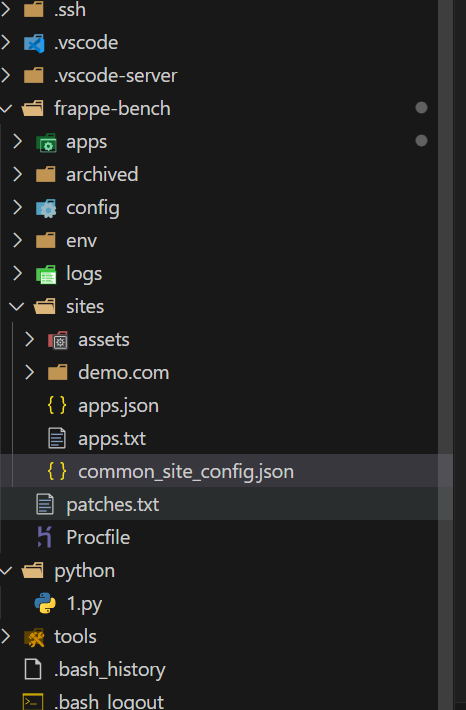 .ssh
.vscode
.vscode-server
frappe-bench
apps
archived
config
env
logs
sites
assets
demo.com
apps.json
apps.txt
common_site_config.json
patches.txt
Procfile
python
1.py
tools
.bash_history
.bash_logout